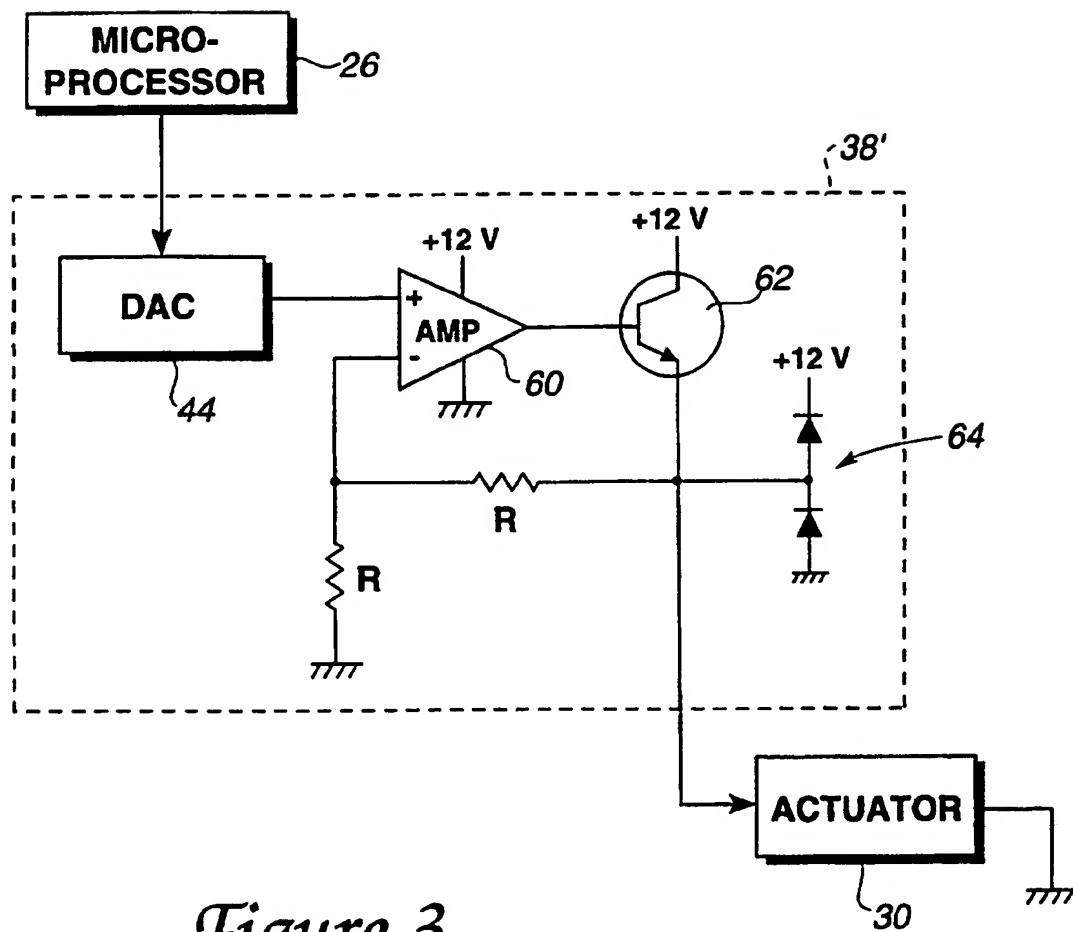 MICRO-
PROCESSOR
26
38'
+12 V
+12 V
62
DAC
+
AMP
-
60
44
+12 V
64
R
R
ACTUATOR
30
Figure 3